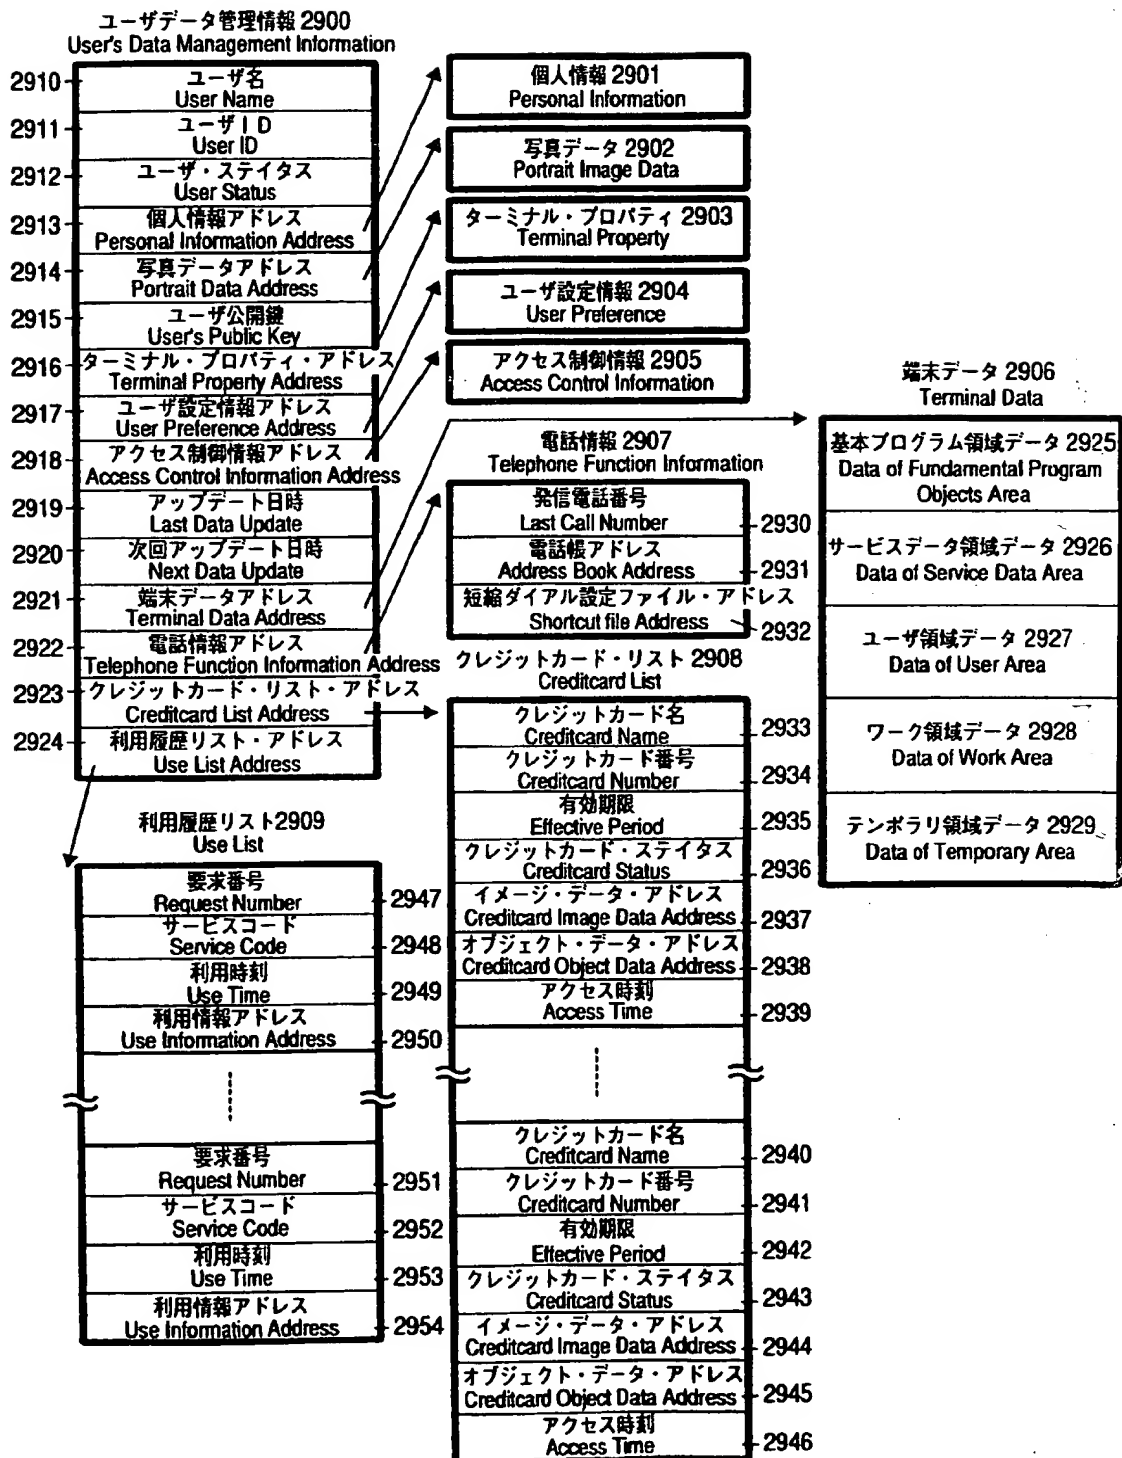 ユーザデータ管理情報 2900
User's Data Management Information
2910
ユーザ名
User Name
2911
ユーザID
User ID
2912
ユーザ・ステイタス
User Status
2913
個人情報アドレス
Personal Information Address
2914
写真データアドレス
Portrait Data Address
2915
ユーザ公開鍵
User's Public Key
2916
ターミナル・プロパティ・アドレス
Terminal Property Address
2917
ユーザ設定情報アドレス
User Preference Address
2918
アクセス制御情報アドレス
Access Control Information Address
2919
アップデート日時
Last Data Update
2920
次回アップデート日時
Next Data Update
2921
端末データアドレス
Terminal Data Address
2922
電話情報アドレス
Telephone Function Information Address
2923
クレジットカード・リスト・アドレス
Creditcard List Address
2924
利用履歴リスト・アドレス
Use List Address
個人情報 2901
Personal Information
写真データ 2902
Portrait Image Data
ターミナル・プロパティ 2903
Terminal Property
ユーザ設定情報 2904
User Preference
アクセス制御情報 2905
Access Control Information
端末データ 2906
Terminal Data
基本プログラム領域データ 2925
Data of Fundamental Program
Objects Area
サービスデータ領域データ 2926
Data of Service Data Area
ユーザ領域データ 2927
Data of User Area
ワーク領域データ 2928
Data of Work Area
テンポラリ領域データ 2929
Data of Temporary Area
電話情報 2907
Telephone Function Information
発信電話番号
Last Call Number
2930
電話帳アドレス
Address Book Address
2931
短縮ダイアル設定ファイル・アドレス
Shortcut file Address
2932
クレジットカード・リスト 2908
Creditcard List
クレジットカード名
Creditcard Name
2933
クレジットカード番号
Creditcard Number
2934
有効期限
Effective Period
2935
クレジットカード・ステイタス
Creditcard Status
2936
イメージ・データ・アドレス
Creditcard Image Data Address
2937
オブジェクト・データ・アドレス
Creditcard Object Data Address
2938
アクセス時刻
Access Time
2939
クレジットカード名
Creditcard Name
2940
クレジットカード番号
Creditcard Number
2941
有効期限
Effective Period
2942
クレジットカード・ステイタス
Creditcard Status
2943
イメージ・データ・アドレス
Creditcard Image Data Address
2944
オブジェクト・データ・アドレス
Creditcard Object Data Address
2945
アクセス時刻
Access Time
2946
利用履歴リスト2909
Use List
要求番号
Request Number
2947
サービスコード
Service Code
2948
利用時刻
Use Time
2949
利用情報アドレス
Use Information Address
2950
要求番号
Request Number
2951
サービスコード
Service Code
2952
利用時刻
Use Time
2953
利用情報アドレス
Use Information Address
2954